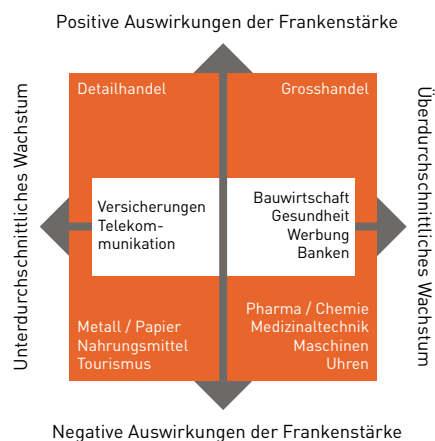 Positive Auswirkungen der Frankenstärke
Unterdurchschnittliches Wachstum
Überdurchschnittliches Wachstum
Detailhandel
Grosshandel
Versicherungen
Telekom-
munikation
Bauwirtschaft
Gesundheit
Werbung
Banken
Metall / Papier
Nahrungsmittel
Tourismus
Pharma / Chemie
Medizinaltechnik
Maschinen
Uhren
Negative Auswirkungen der Frankenstärke